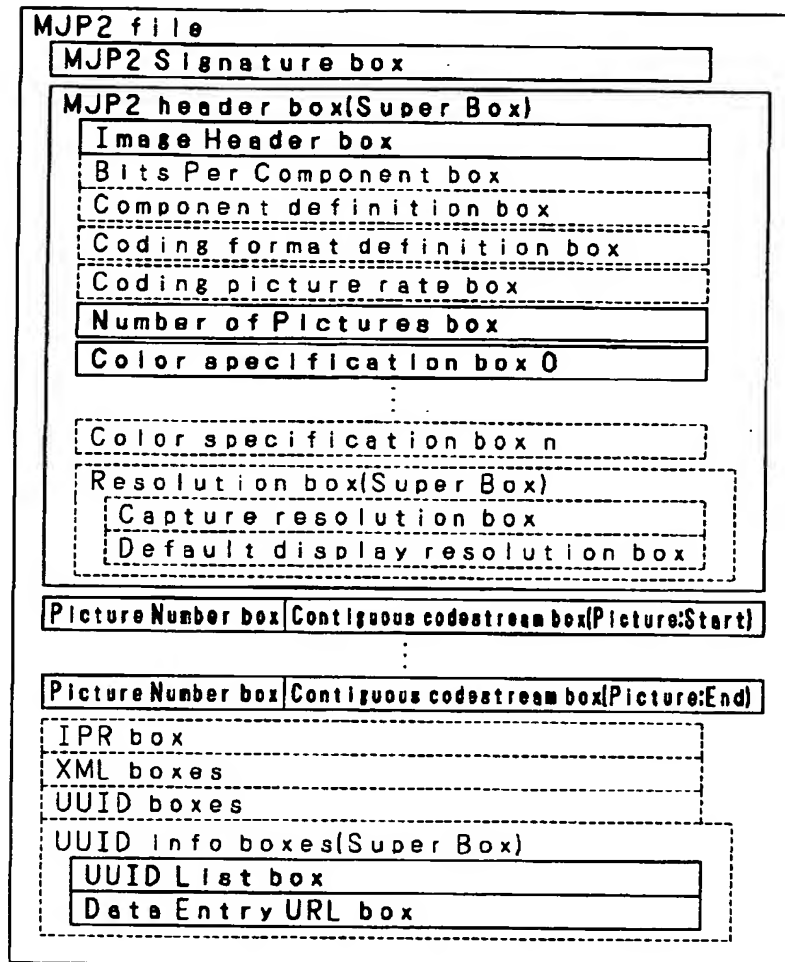 MJP2 file
MJP2 Signature box
MJP2 header box(Super Box)
Image Header box
Bits Per Component box
Component definition box
Coding format definition box
Coding picture rate box
Number of Pictures box
Color specification box 0
Color specification box n
Resolution box(Super Box)
Capture resolution box
Default display resolution box
Picture Number box Contiguous codestream box(Picture:Start)
Picture Number box Contiguous codestream box(Picture:End)
IPR box
XML boxes
UUID boxes
UUID info boxes(Super Box)
UUID List box
Data Entry URL box